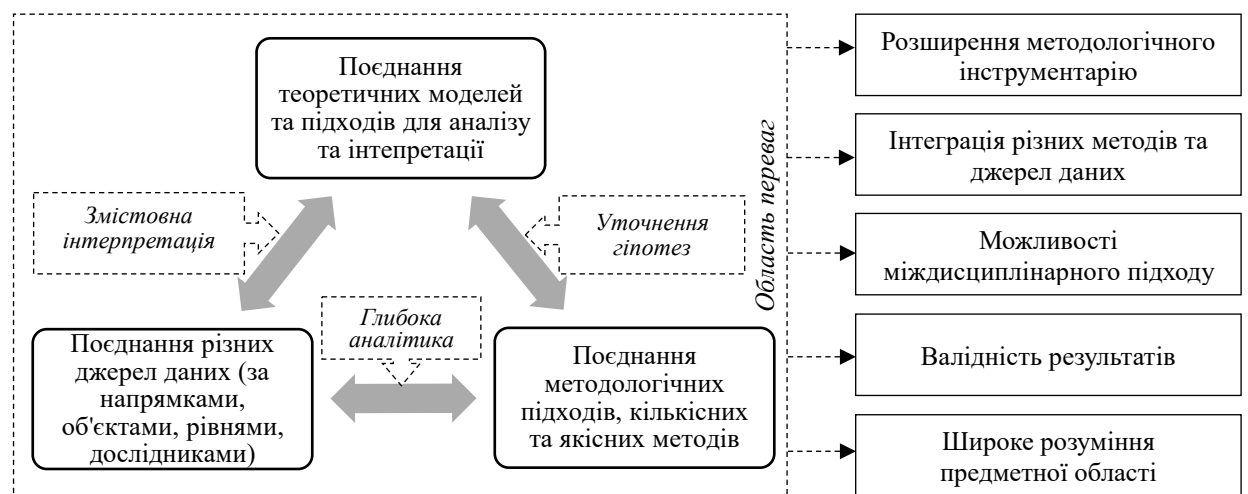 Поєднання
теоретичних моделей
та підходів для аналізу
та інтепретації
Змістовна
інтерпретація
Уточнення
гіпотез
Глибока
аналітика
Поєднання різних
джерел даних (за
напрямками,
об'єктами, рівнями,
дослідниками)
Поєднання
методологічних
підходів, кількісних
та якісних методів
Область переваг
Розширення методологічного
інструментарію
Інтеграція різних методів та
джерел даних
Можливості
міждисциплінарного підходу
Валідність результатів
Широке розуміння
предметної області